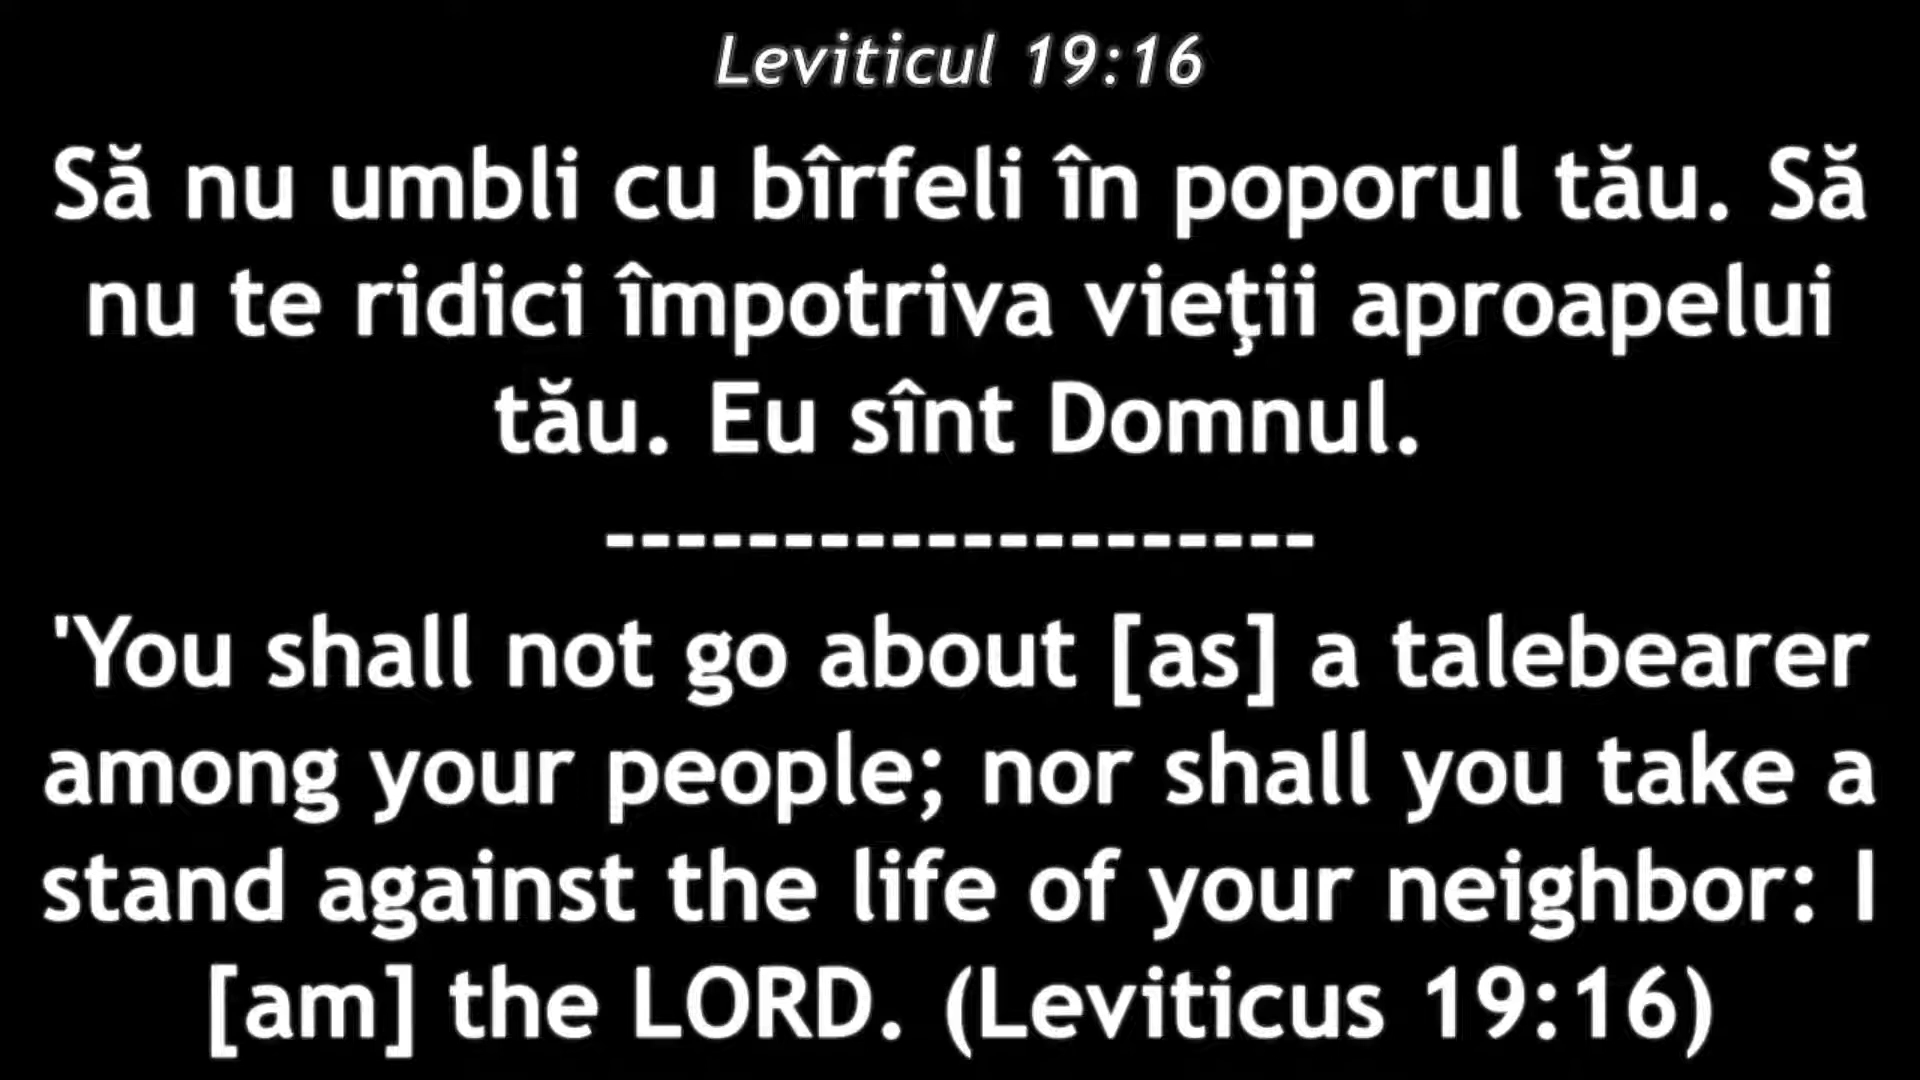 Leviticul 19:16
Să nu umbli cu bîrfeli în poporul tău. Să
nu te ridici împotriva vieţii aproapelui
tău. Eu sînt Domnul.
--------------------
'You shall not go about [as] a talebearer
among your people; nor shall you take a
stand against the life of your neighbor: I
[am] the LORD. (Leviticus 19:16)